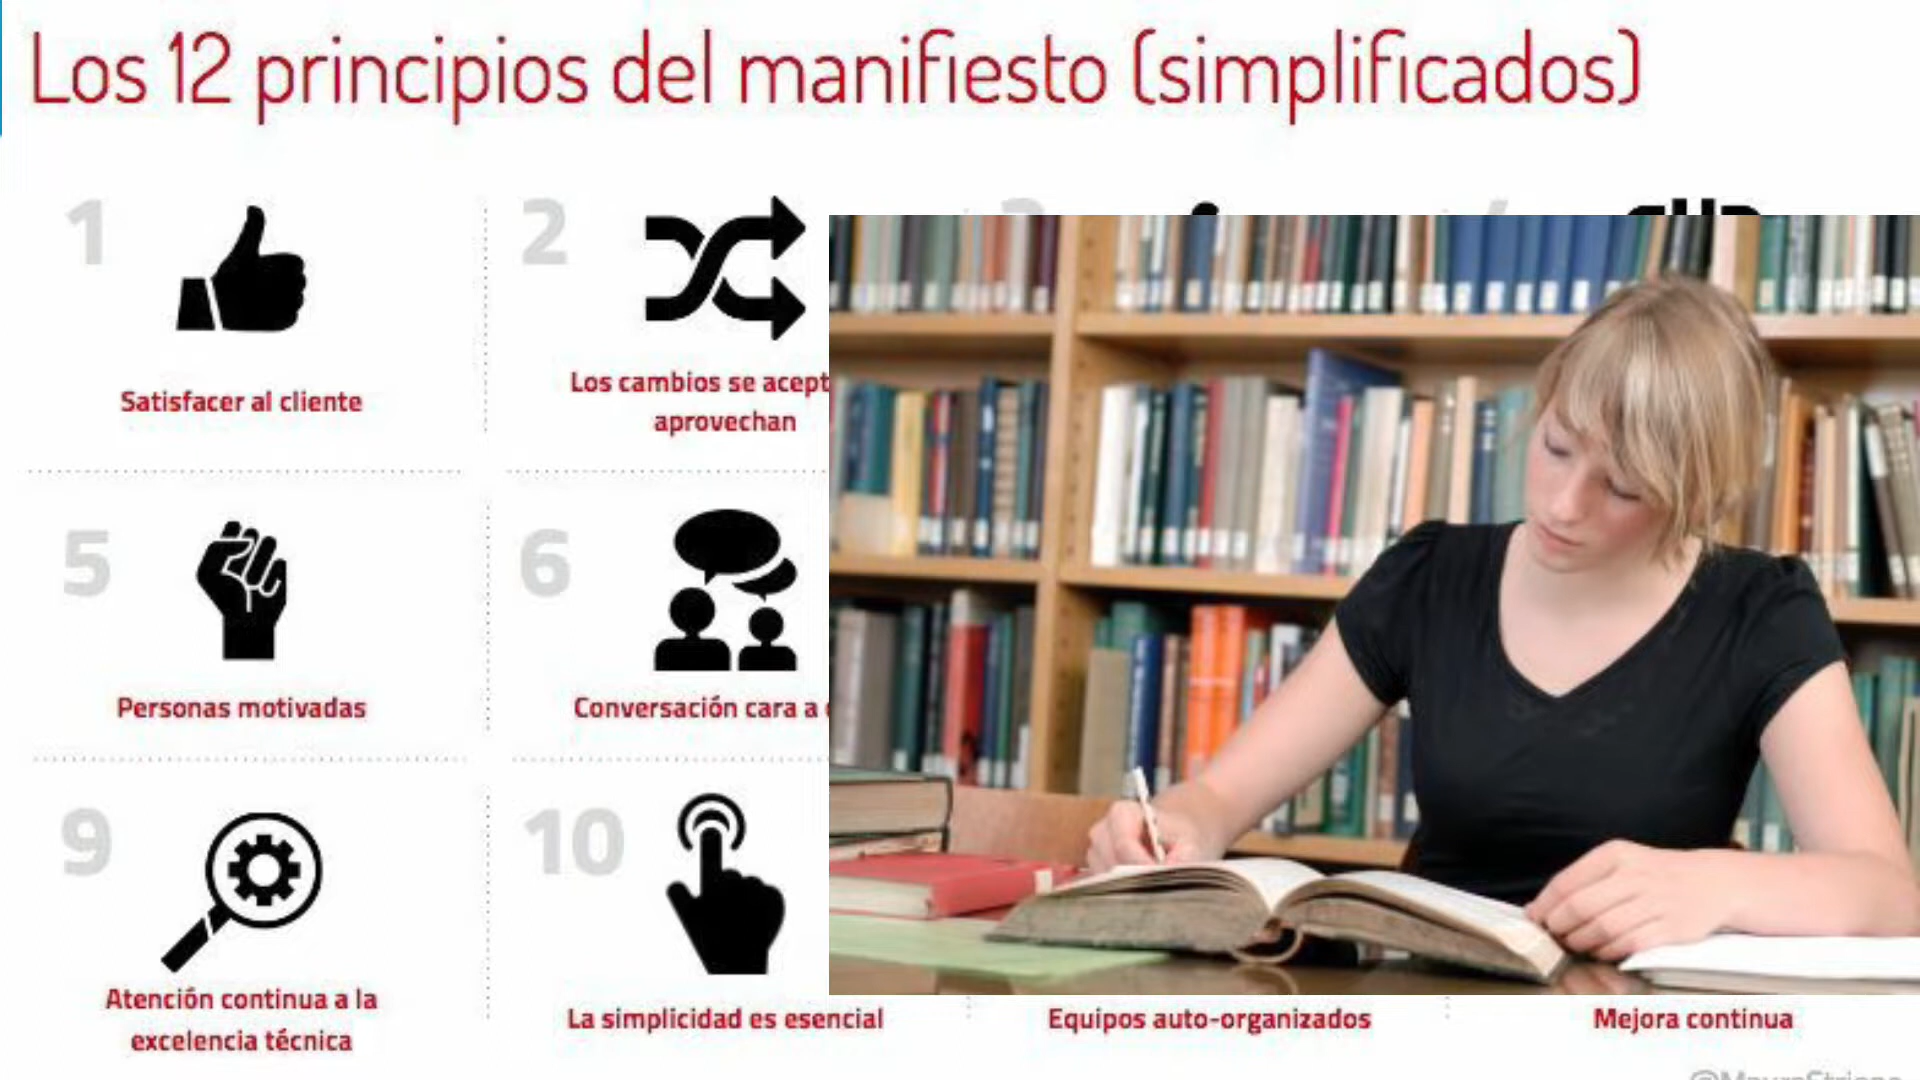 Los 12 principios del manifiesto (simplificados)
1
2
Satisfacer al cliente
Los cambios se
aprovechan
5
6
Personas motivadas
Conversación cara a
9
10
Atención continua a la
excelencia técnica
La simplicidad es esencial
Equipos auto-organizados
Mejora continua